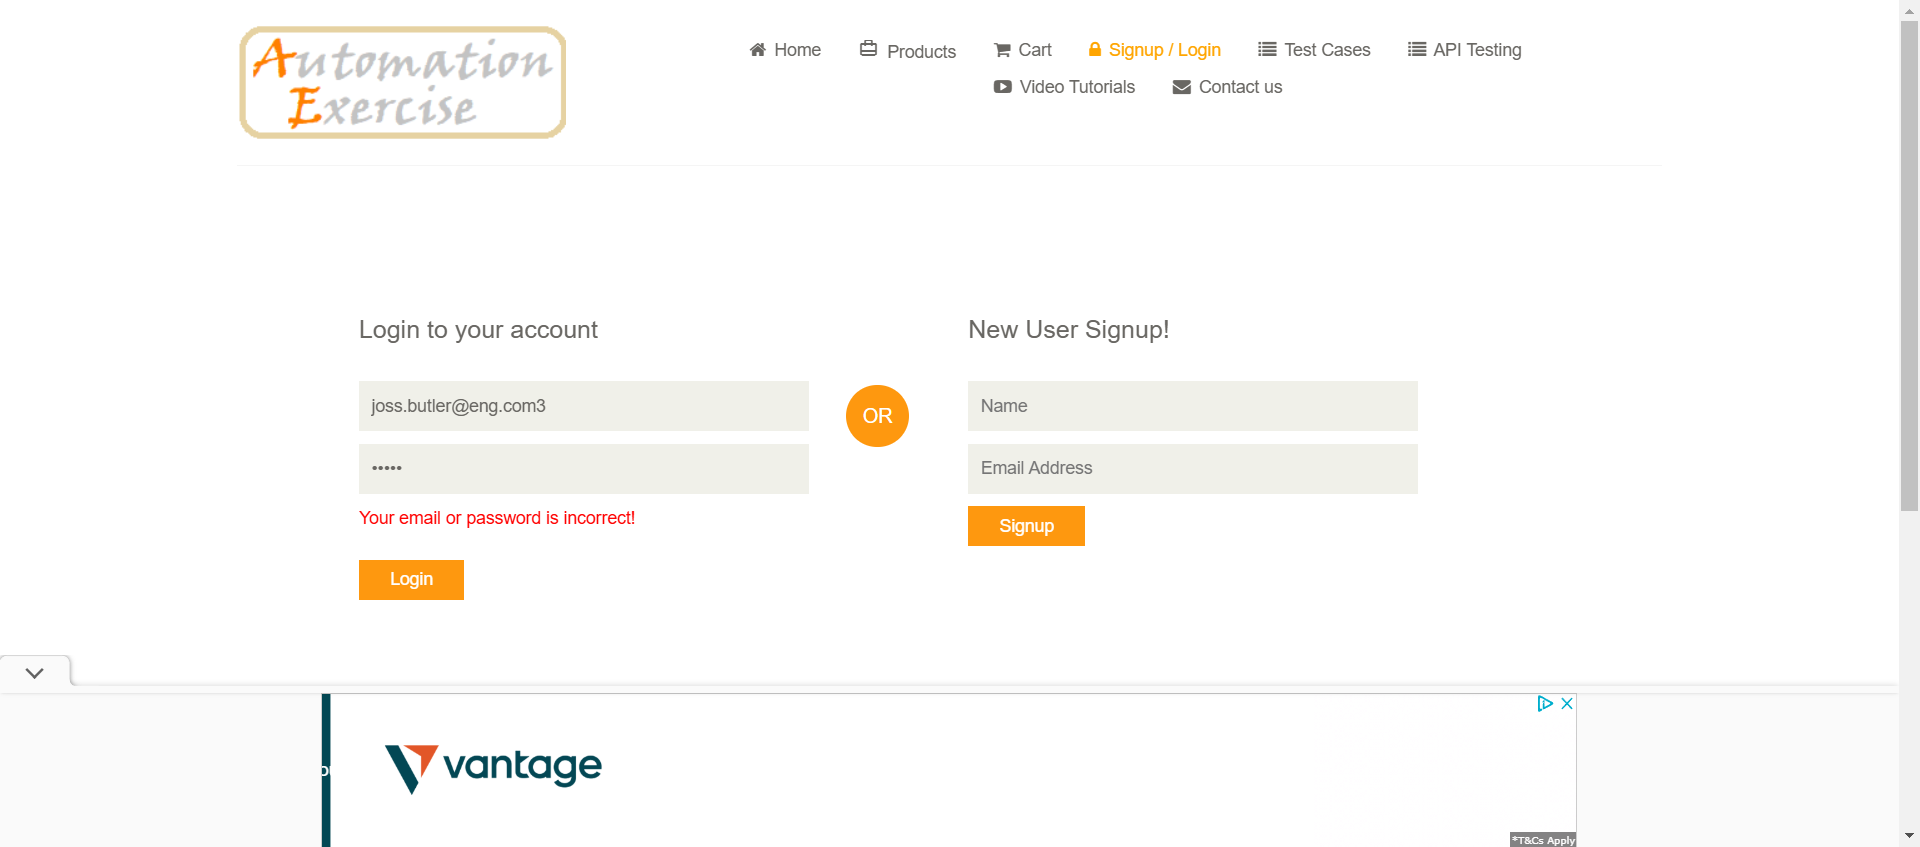 Automation
Exercise
Home
Products
Cart
Signup / Login
Test Cases
API Testing
Video Tutorials
Contact us
Login to your account
joss.butler@eng.com3
•••••
Your email or password is incorrect!
Login
OR
New User Signup!
Name
Email Address
Signup
vantage
*T&Cs Apply